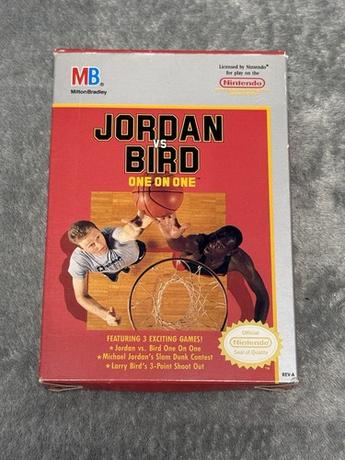 MB®
MiltonBradley
Licensed by Nintendo®
for play on the
Nintendo
JORDAN
VS
BIRD
ONE ON ONE™
FEATURING 3 EXCITING GAMES!
★ Jordan vs. Bird One On One
★ Michael Jordan's Slam Dunk Contest
★ Larry Bird's 3-Point Shoot Out
Official
Nintendo
Seal of Quality
REV-A